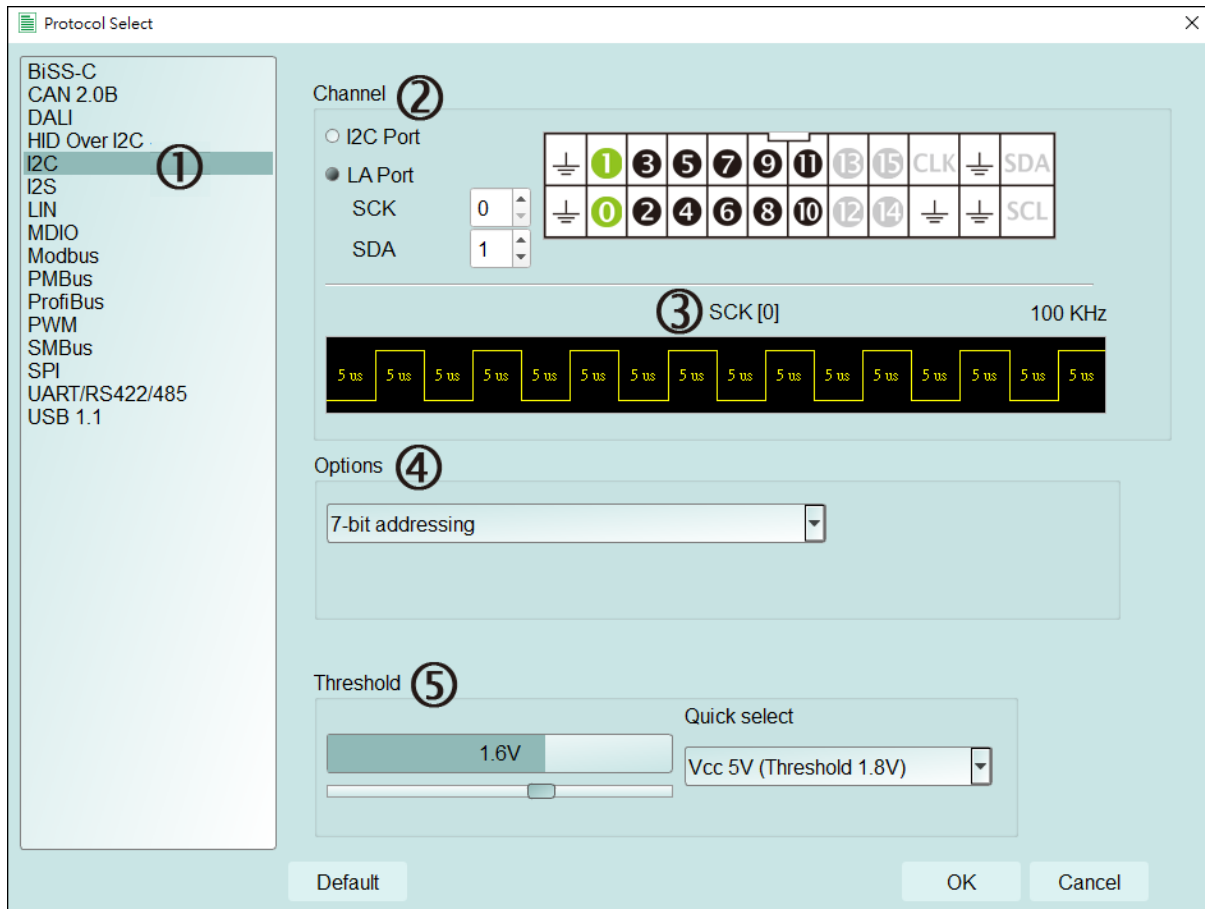 Protocol Select
BiSS-C
CAN 2.0B
DALI
HID Over I2C
I2C
①
I2S
LIN
MDIO
Modbus
PMBus
ProfiBus
PWM
SMBus
SPI
UART/RS422/485
USB 1.1
Channel ②
I2C Port
LA Port
SCK 0
SDA 1
1 3 5 7 9 11 13 15 CLK SDA
0 2 4 6 8 10 12 14 SCL
③ SCK [0] 100 KHz
5 us 5 us 5 us 5 us 5 us 5 us 5 us 5 us 5 us 5 us 5 us 5 us 5 us 5 us 5 us 5 us
Options ④
7-bit addressing
Threshold ⑤
Quick select
1.6V
Vcc 5V (Threshold 1.8V)
Default OK Cancel